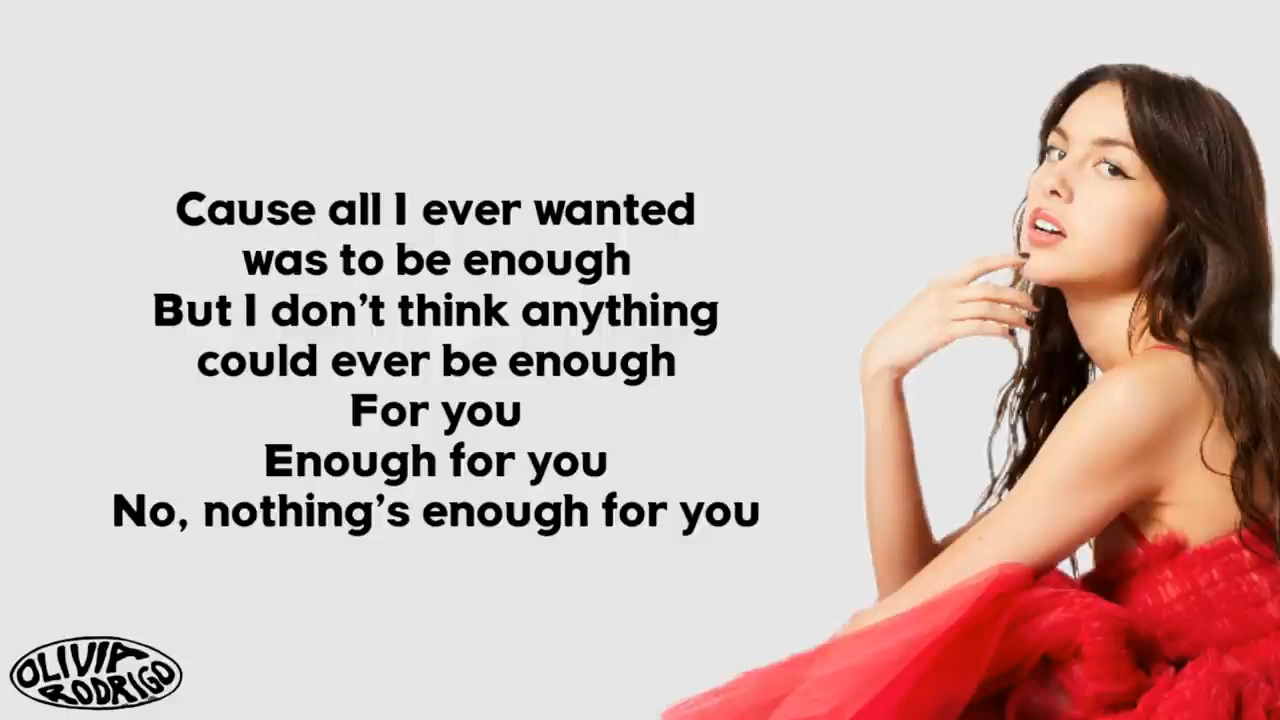 Cause all I ever wanted
was to be enough
But I don't think anything
could ever be enough
For you
Enough for you
No, nothing's enough for you
OLIVIA
RODRIGO